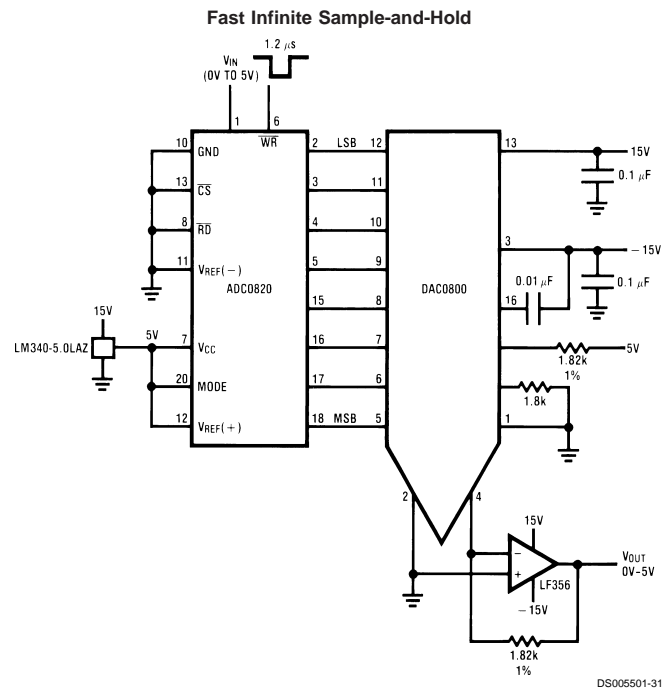 Fast Infinite Sample-and-Hold
1.2 μs
VIN
(0V TO 5V)
1
6
WR
10
GND
2
LSB
12
13
15V
0.1 μF
13
CS
3
11
8
RD
4
10
3
– 15V
11
VREF(–)
5
9
0.01 μF
0.1 μF
ADC0820
DAC0800
15
8
16
15V
LM340-5.0LAZ
5V
7
VCC
16
7
5V
1.82k
1%
20
MODE
17
6
1.8k
12
VREF(+)
18
MSB
5
1
2
4
15V
–
+
LF356
– 15V
VOUT
0V–5V
1.82k
1%
DS005501-31